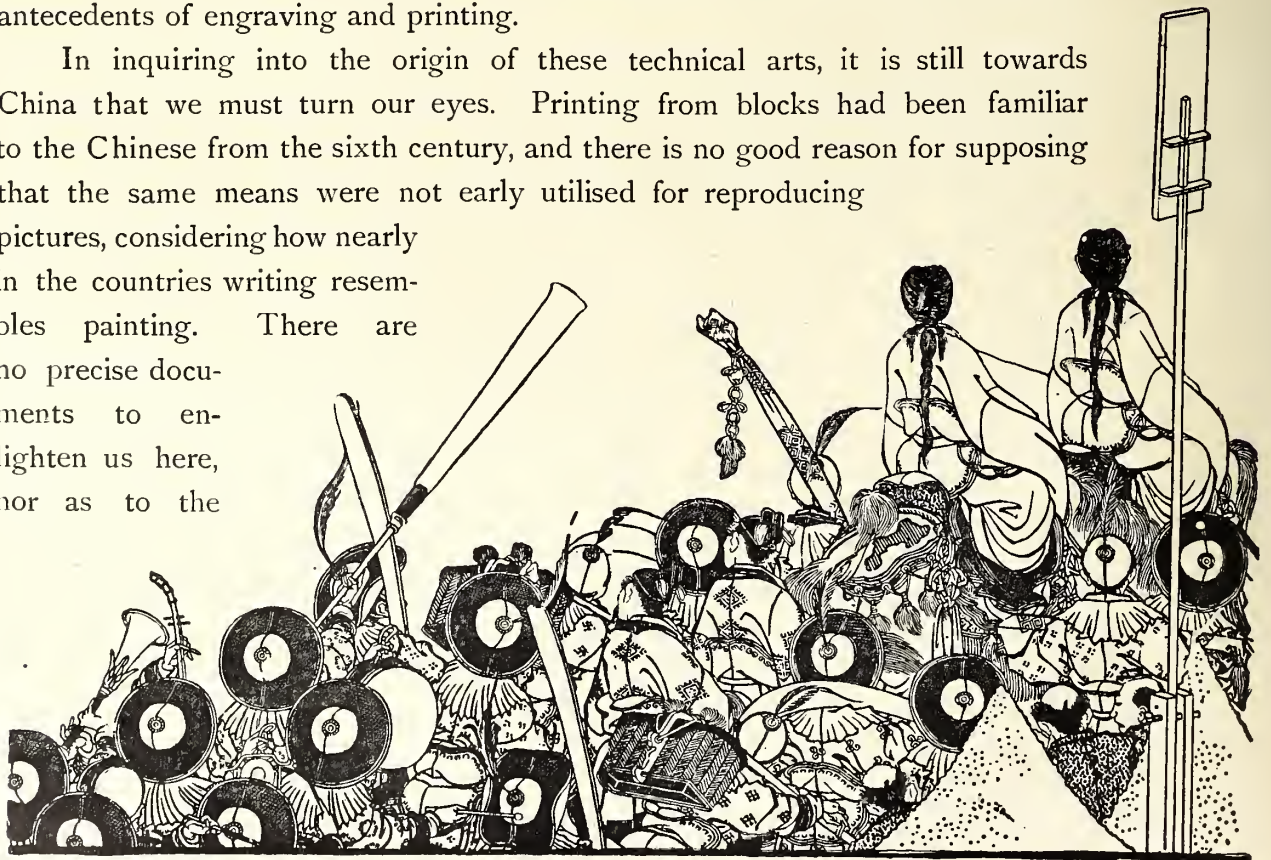 antecedents of engraving and printing.
In inquiring into the origin of these technical arts, it is still towards
China that we must turn our eyes. Printing from blocks had been familiar
to the Chinese from the sixth century, and there is no good reason for supposing
that the same means were not early utilised for reproducing
pictures, considering how nearly
in the countries writing resem-
bles painting. There are
no precise docu-
ments to en-
lighten us here,
nor as to the